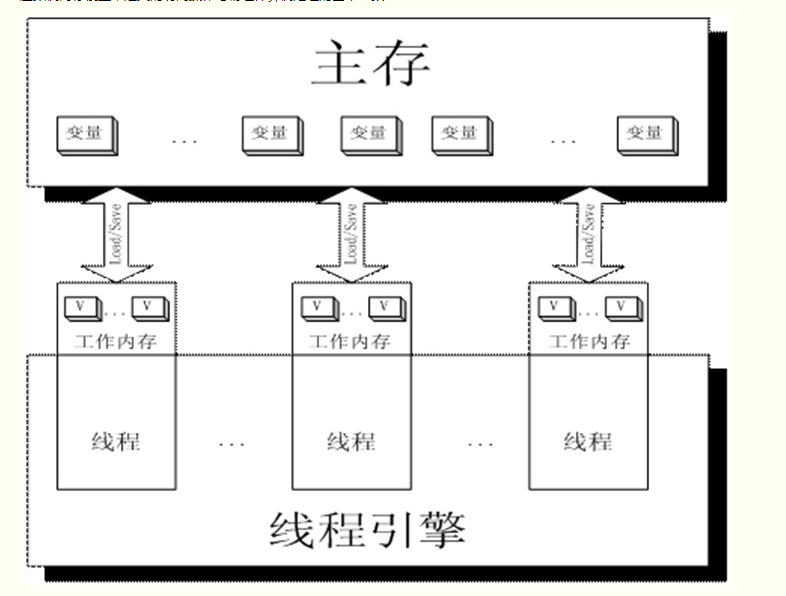 主存
变量 ... 变量 变量 变量 ... 变量
Load/Save Load/Save Load/Save
V ... V V ... V V ... V
工作内存 工作内存 工作内存
线程 ... 线程 ... 线程
线程引擎